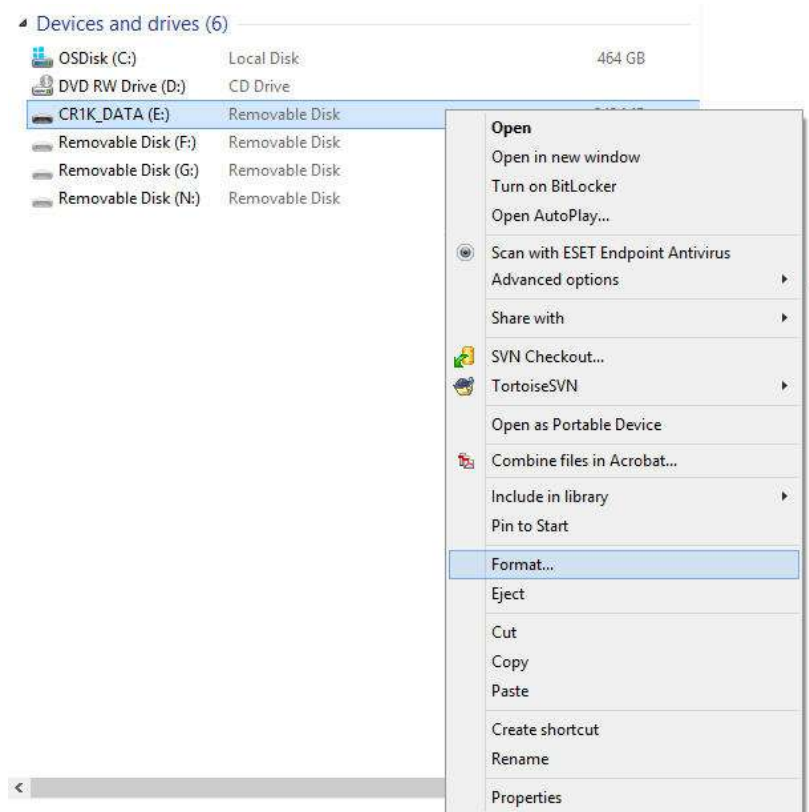 Devices and drives (6)
OSDisk (C:) Local Disk 464 GB
DVD RW Drive (D:) CD Drive
CR1K_DATA (E:) Removable Disk
Removable Disk (F:) Removable Disk
Removable Disk (G:) Removable Disk
Removable Disk (N:) Removable Disk
Open
Open in new window
Turn on BitLocker
Open AutoPlay...
Scan with ESET Endpoint Antivirus
Advanced options
Share with
SVN Checkout...
TortoiseSVN
Open as Portable Device
Combine files in Acrobat...
Include in library
Pin to Start
Format...
Eject
Cut
Copy
Paste
Create shortcut
Rename
Properties